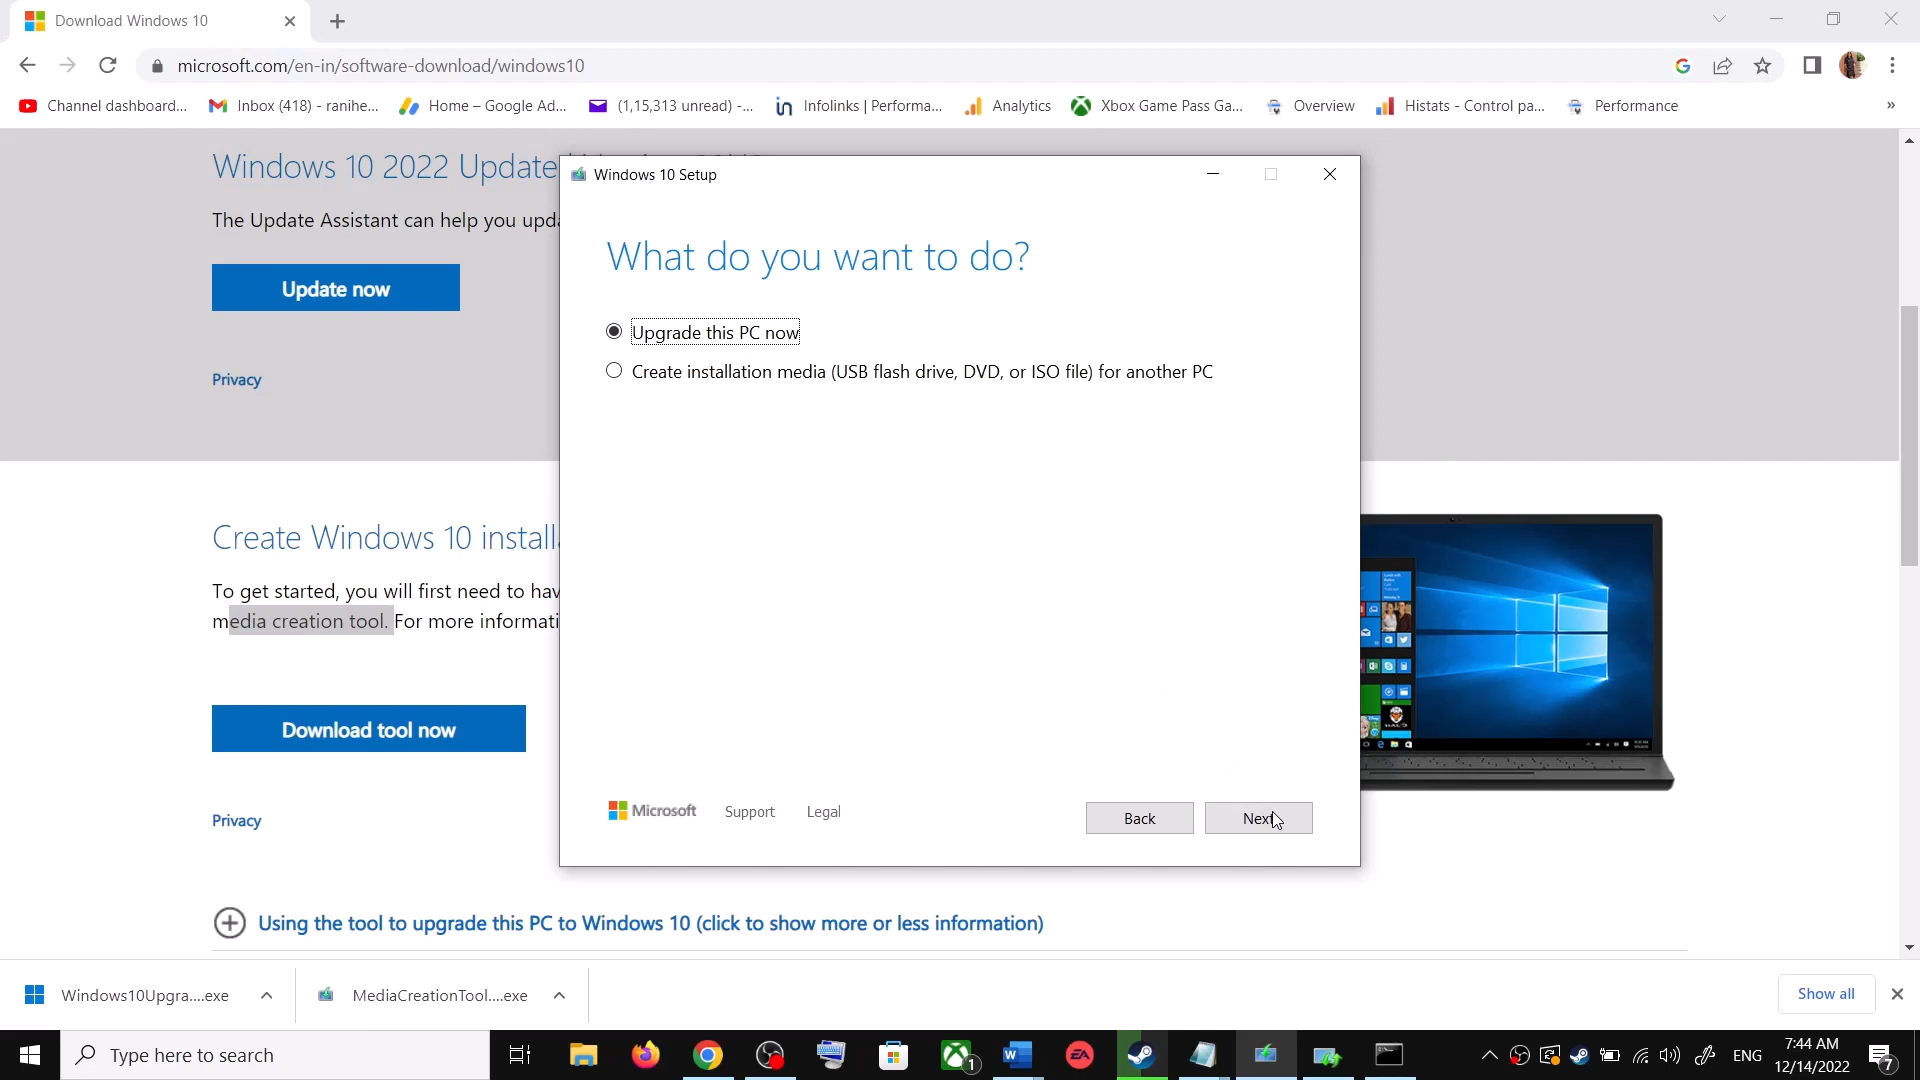 Download Windows 10
microsoft.com/en-in/software-download/windows10
Channel dashboard...
Inbox (418) - ranihe...
Home – Google Ad...
(1,15,313 unread) -...
Infolinks | Performa...
Analytics
Xbox Game Pass Ga...
Overview
Histats - Control pa...
Performance
»
Windows 10 2022 Update
The Update Assistant can help you upda
Update now
Privacy
Windows 10 Setup
What do you want to do?
Upgrade this PC now
Create installation media (USB flash drive, DVD, or ISO file) for another PC
Microsoft
Support
Legal
Back
Next
Create Windows 10 installa
To get started, you will first need to hav
media creation tool. For more informati
Download tool now
Privacy
Using the tool to upgrade this PC to Windows 10 (click to show more or less information)
Windows10Upgra....exe
MediaCreationTool....exe
Show all
Type here to search
1
ENG
7:44 AM
12/14/2022
7